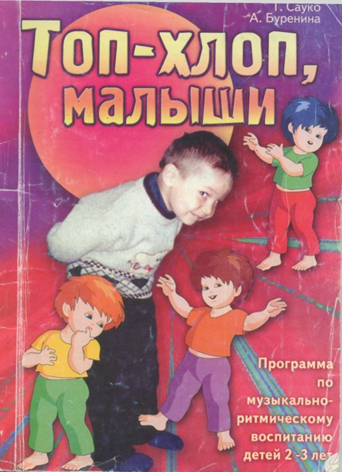 Т. Сауко
А. Буренина
Топ-хлоп,
малыши
Программа
по
музыкально-
ритмическому
воспитанию
детей 2-3 лет